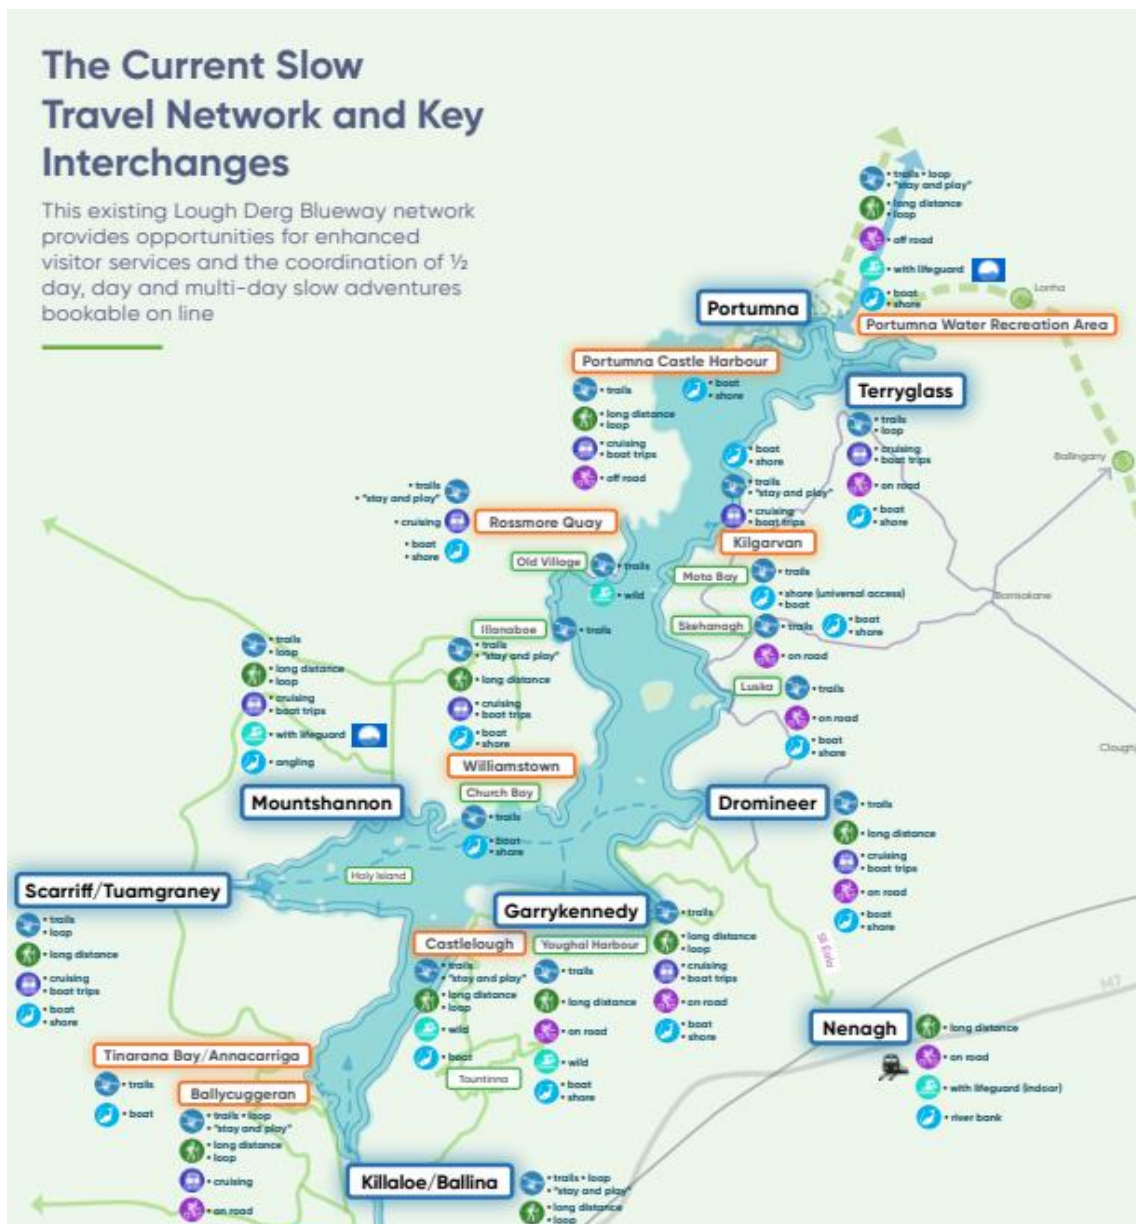 The Current Slow
Travel Network and Key
Interchanges
This existing Lough Derg Blueway network
provides opportunities for enhanced
visitor services and the coordination of ½
day, day and multi-day slow adventures
bookable on line
• trails • loop
• "stay and play"
• long distance
• loop
• off road
• with lifeguard
• boat
• shore
Lorrha
Portumna
Portumna Water Recreation Area
Portumna Castle Harbour
• trails
• boat
• shore
• long distance
• loop
• cruising
• boat trips
• off road
Terryglass
• trails
• loop
• cruising
• boat trips
• on road
• boat
• shore
Ballingarry
• boat
• shore
• trails
• "stay and play"
• cruising
• boat trips
Kilgarvan
• trails
• "stay and play"
• cruising
• boat
• shore
Rossmore Quay
Old Village
• trails
• wild
Mota Bay
• trails
• shore (universal access)
• boat
Borrisokane
Skehanagh
• trails
• boat
• shore
• on road
Illanaboe
• trails
• trails
• "stay and play"
• long distance
• cruising
• boat trips
• boat
• shore
Williamstown
Luska
• trails
• on road
• boat
• shore
Clough
• trails
• loop
• long distance
• loop
• cruising
• boat trips
• with lifeguard
• angling
Mountshannon
Church Bay
• trails
• boat
• shore
Dromineer
• trails
• long distance
• cruising
• boat trips
• on road
• boat
• shore
Holy Island
Scarriff/Tuamgraney
• trails
• loop
• long distance
• cruising
• boat trips
• boat
• shore
Garrykennedy
• trails
• long distance
• loop
• cruising
• boat trips
• on road
• boat
• shore
Castlelough
• trails
• "stay and play"
• long distance
• loop
• wild
• boat
Youghal Harbour
• trails
• long distance
• on road
• wild
• boat
• shore
Tountinna
M7
Nenagh
• long distance
• on road
• with lifeguard (indoor)
• river bank
Tinarana Bay/Annacarriga
• trails
• boat
Ballycuggeran
• trails • loop
• "stay and play"
• long distance
• loop
• cruising
• on road
Killaloe/Ballina
• trails • loop
• "stay and play"
• long distance
• loop